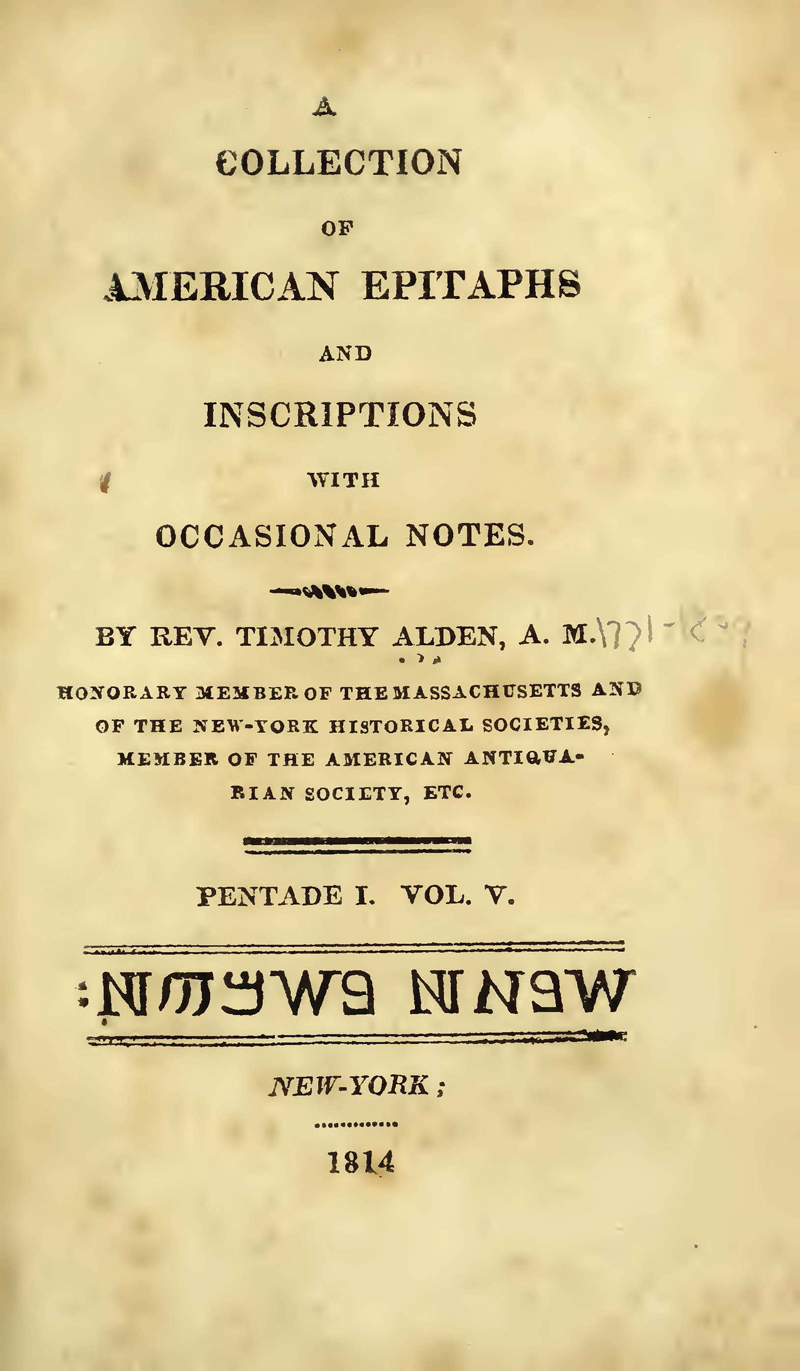 A
COLLECTION
OF
AMERICAN EPITAPHS
AND
INSCRIPTIONS
WITH
OCCASIONAL NOTES.
BY REV. TIMOTHY ALDEN, A. M.
HONORARY MEMBER OF THE MASSACHUSETTS AND
OF THE NEW-YORK HISTORICAL SOCIETIES,
MEMBER OF THE AMERICAN ANTIQUA-
RIAN SOCIETY, ETC.
PENTADE I. VOL. V.
NEW-YORK;
1814